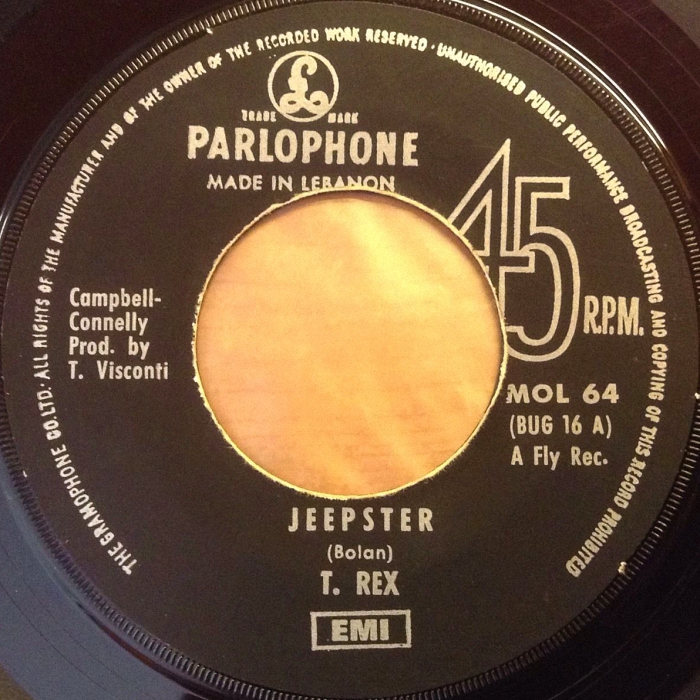 THE GRAMOPHONE CO. LTD. · ALL RIGHTS OF THE MANUFACTURER AND OF THE OWNER OF THE RECORDED WORK RESERVED · UNAUTHORISED PUBLIC PERFORMANCE BROADCASTING AND COPYING OF THIS RECORD PROHIBITED
£
TRADE MARK
PARLOPHONE
MADE IN LEBANON
45
R.P.M.
Campbell-
Connelly
Prod. by
T. Visconti
MOL 64
(BUG 16 A)
A Fly Rec.
JEEPSTER
(Bolan)
T. REX
EMI